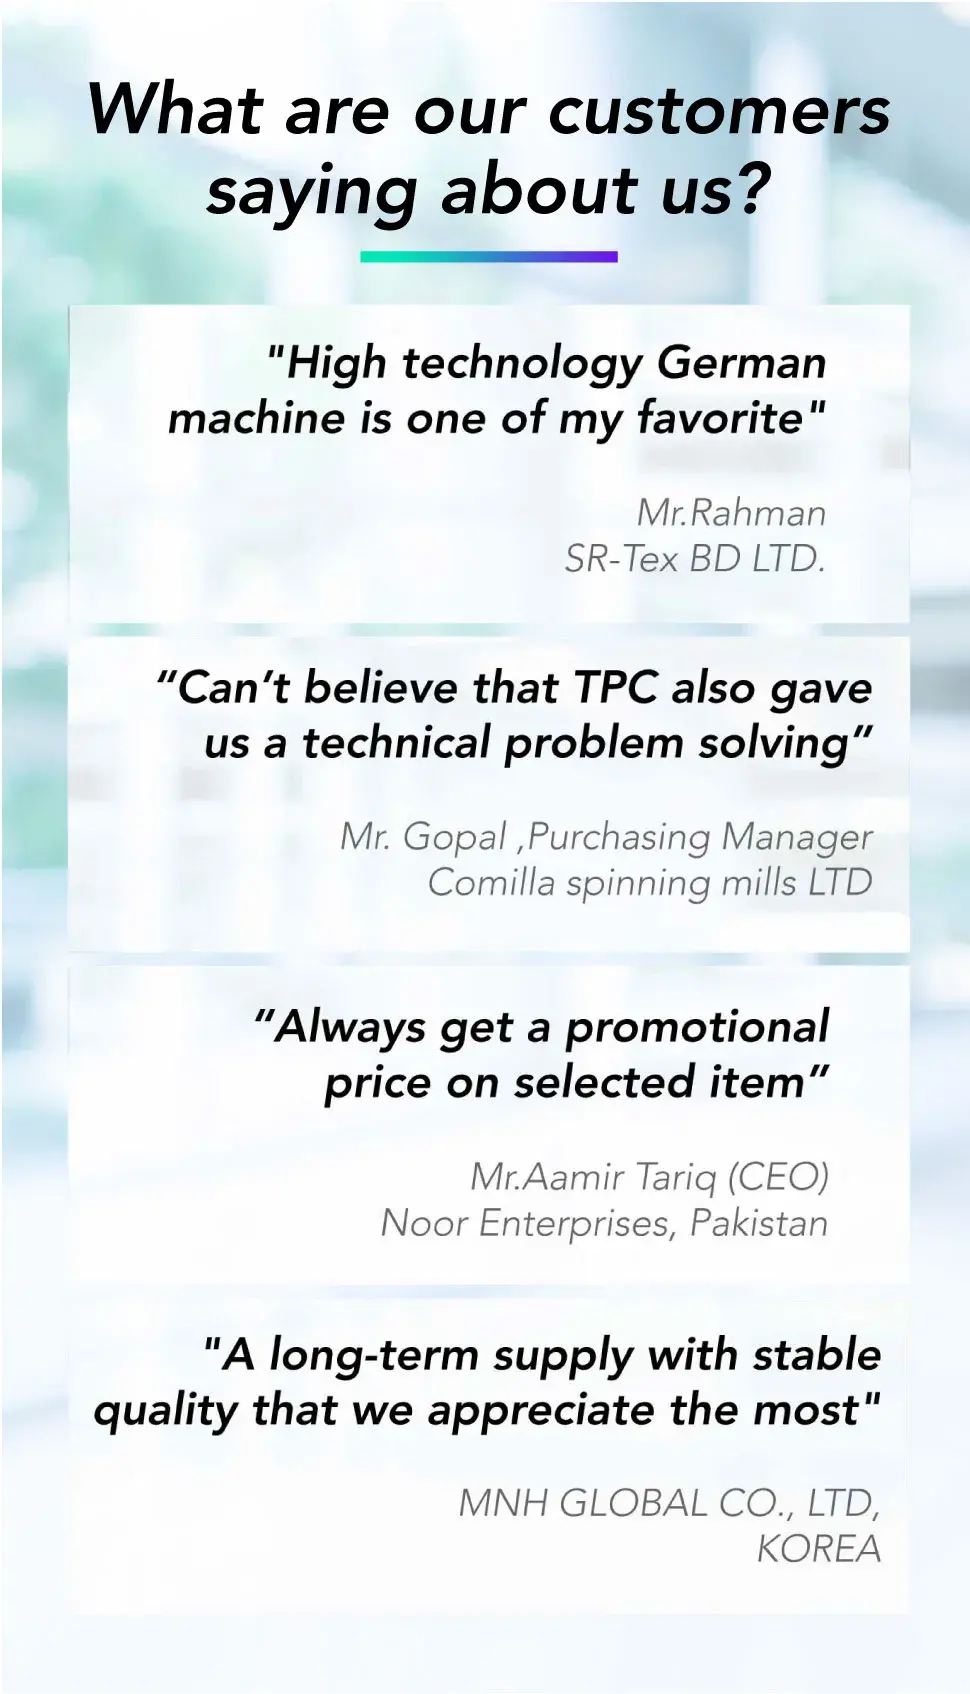 What are our customers
saying about us?
"High technology German
machine is one of my favorite"
Mr.Rahman
SR-Tex BD LTD.
“Can‘t believe that TPC also gave
us a technical problem solving”
Mr. Gopal ,Purchasing Manager
Comilla spinning mills LTD
“Always get a promotional
price on selected item”
Mr.Aamir Tariq (CEO)
Noor Enterprises, Pakistan
"A long-term supply with stable
quality that we appreciate the most"
MNH GLOBAL CO., LTD,
KOREA